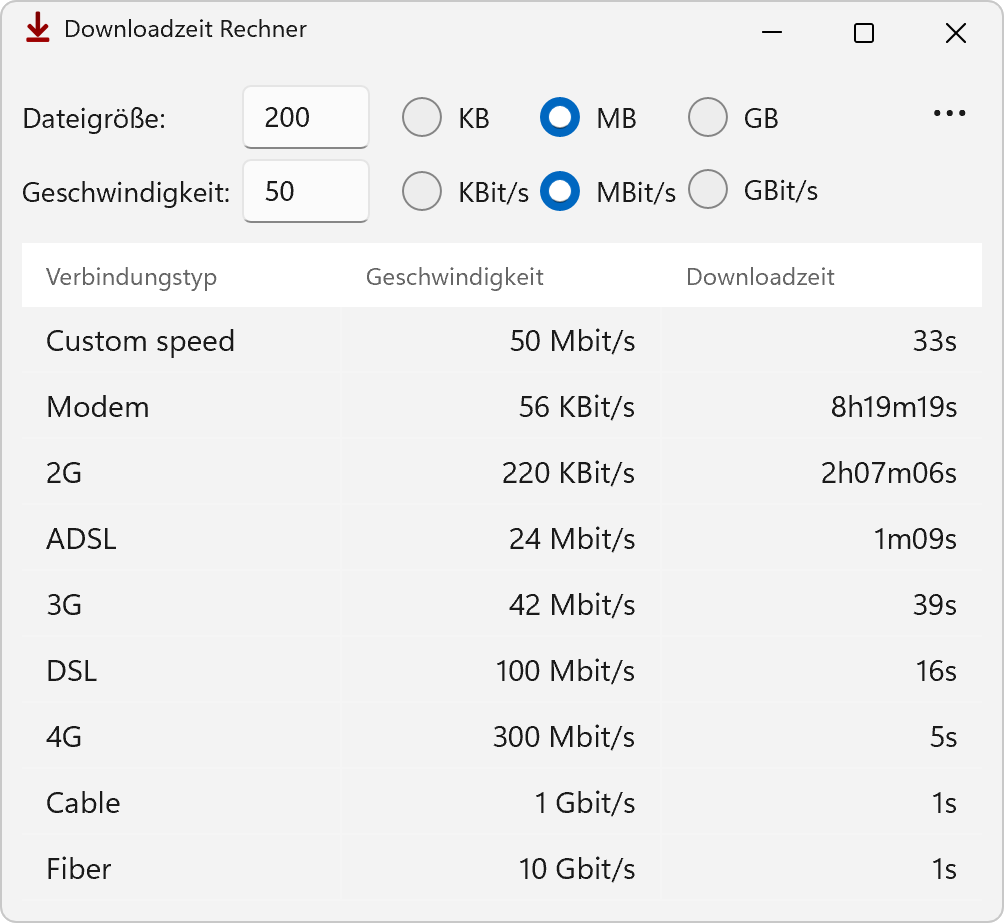 Downloadzeit Rechner
Dateigröße: 200 KB MB GB
Geschwindigkeit: 50 KBit/s MBit/s GBit/s
Verbindungstyp Geschwindigkeit Downloadzeit
Custom speed 50 Mbit/s 33s
Modem 56 KBit/s 8h19m19s
2G 220 KBit/s 2h07m06s
ADSL 24 Mbit/s 1m09s
3G 42 Mbit/s 39s
DSL 100 Mbit/s 16s
4G 300 Mbit/s 5s
Cable 1 Gbit/s 1s
Fiber 10 Gbit/s 1s